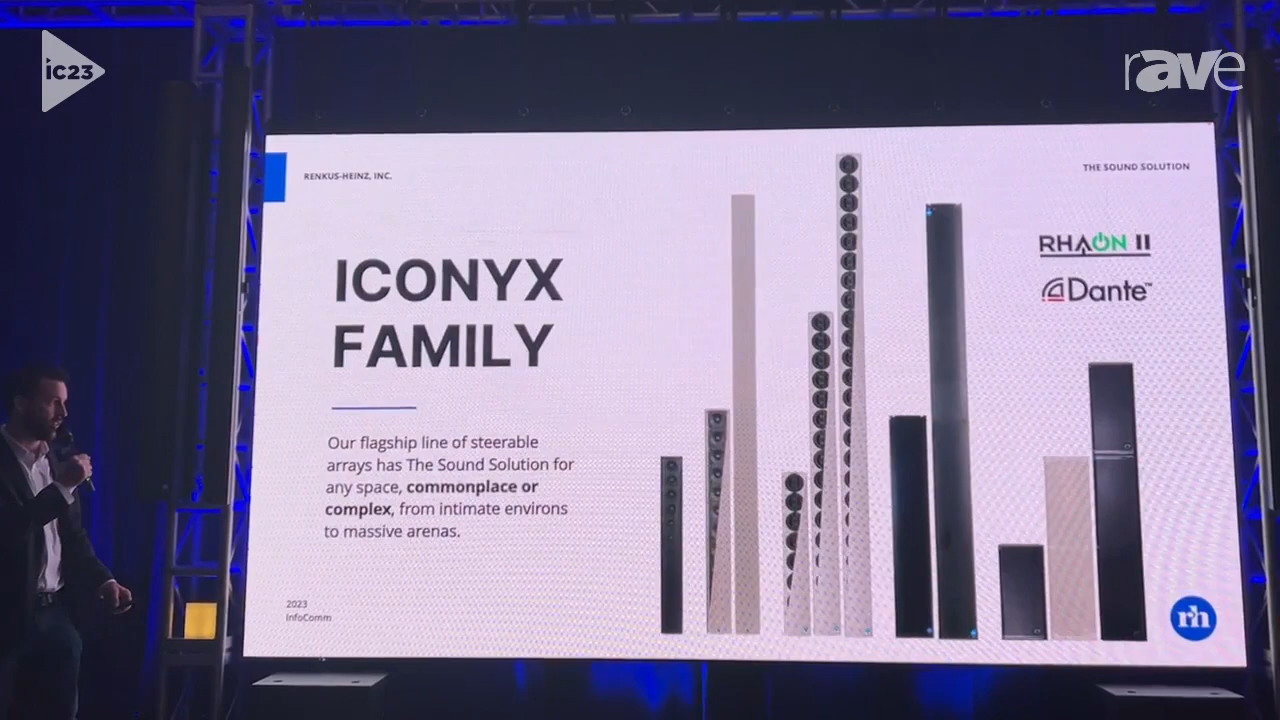 ic23
rave
RENKUS-HEINZ, INC.
THE SOUND SOLUTION
ICONYX
FAMILY
RHAON II
Dante™
Our flagship line of steerable
arrays has The Sound Solution for
any space, commonplace or
complex, from intimate environs
to massive arenas.
2023
InfoComm
rh